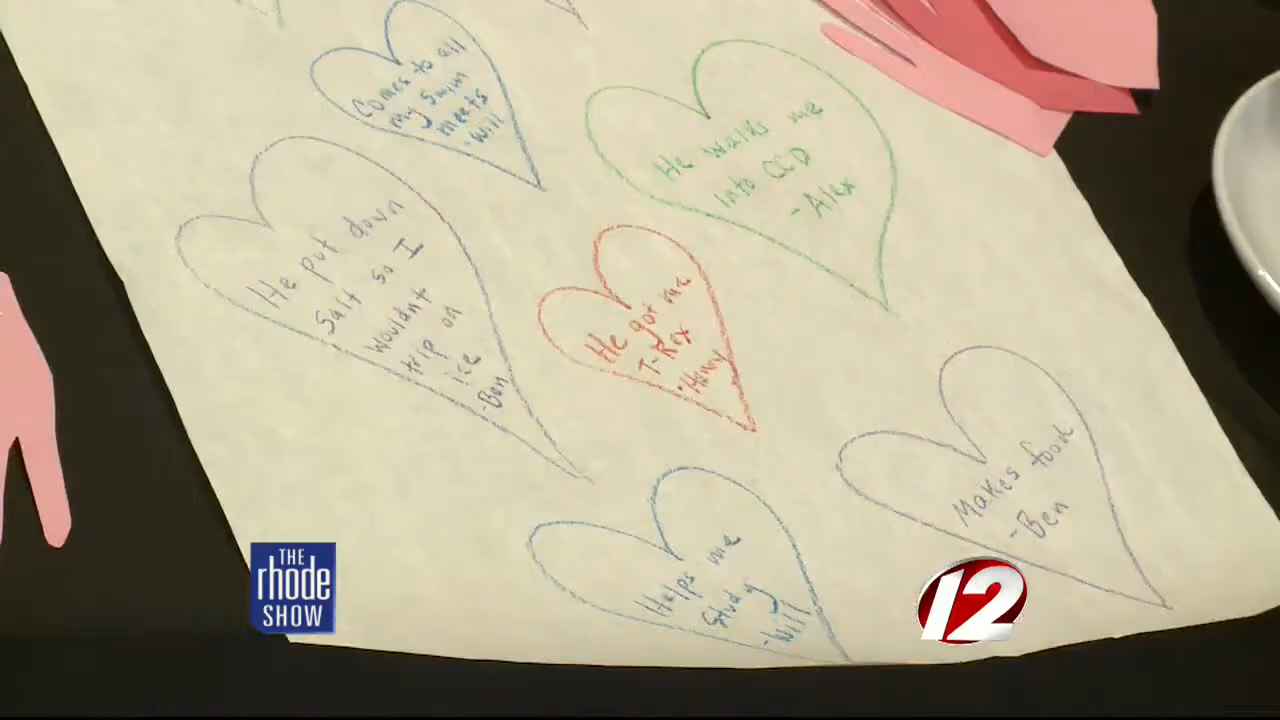 Comes to all
my swim
meets
-Will
He walks me
into CCD
-Alex
He put down
Salt so I
wouldnt
trip on
ice
-Ben
He got me
T-Rex
-Henry
Makes food
-Ben
Helps me
Study
-Will
THE
rhode
SHOW
12